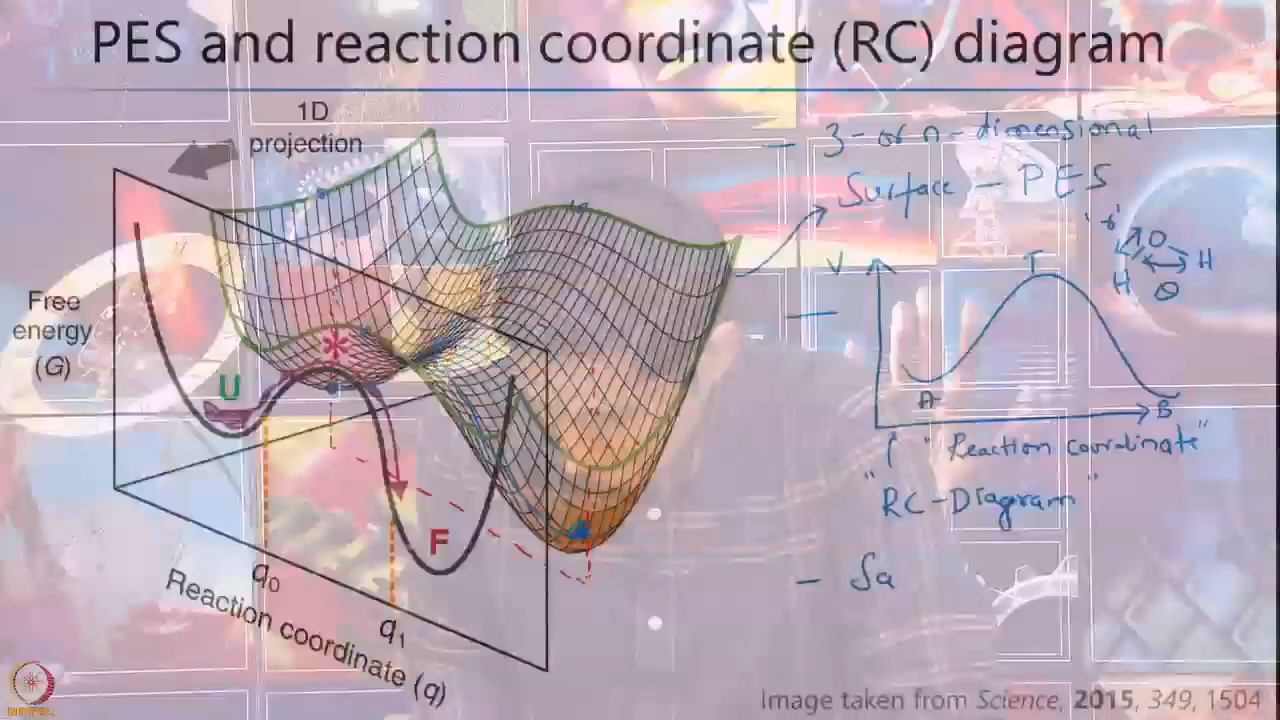 PES and reaction coordinate (RC) diagram
1D
projection
Free
energy
(G)
U
*
F
q0
q1
Reaction coordinate (q)
- 3- or n-dimensional
Surface - PES
V
T
A
B
"Reaction coordinate"
"RC-Diagram"
O
H
H
θ
- Sa
Image taken from Science, 2015, 349, 1504
NPTEL